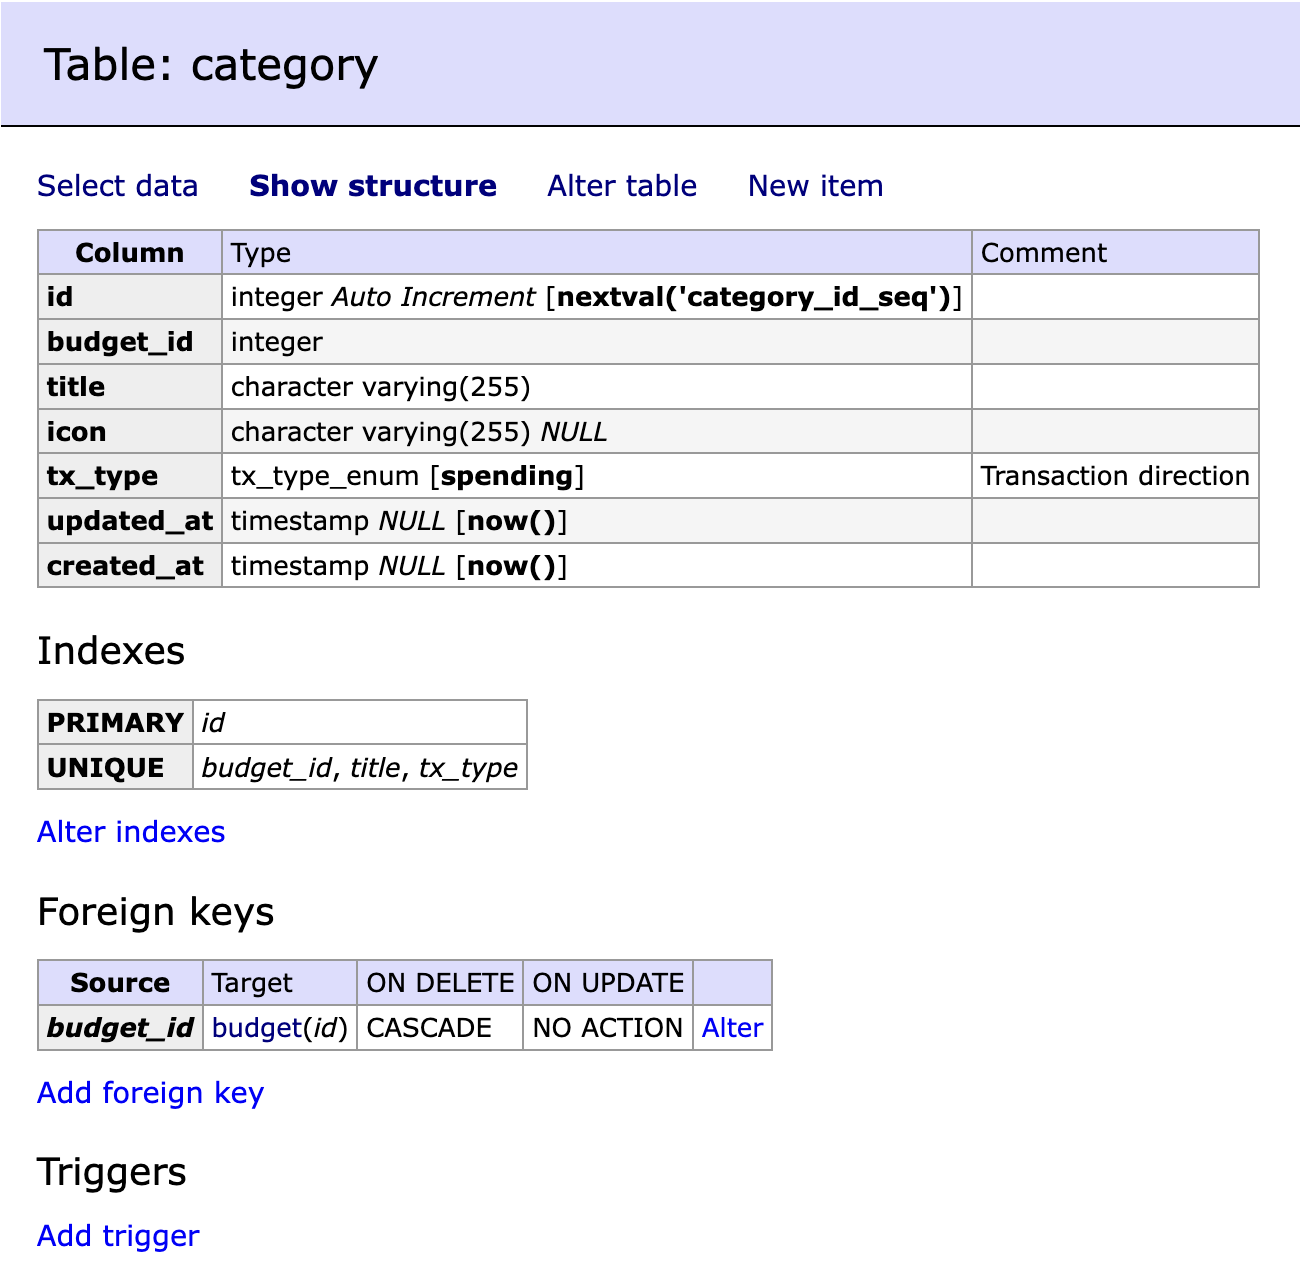 Table: category
Select data Show structure Alter table New item
Column Type Comment
id integer Auto Increment [nextval('category_id_seq')]
budget_id integer
title character varying(255)
icon character varying(255) NULL
tx_type tx_type_enum [spending] Transaction direction
updated_at timestamp NULL [now()]
created_at timestamp NULL [now()]
Indexes
PRIMARY id
UNIQUE budget_id, title, tx_type
Alter indexes
Foreign keys
Source Target ON DELETE ON UPDATE
budget_id budget(id) CASCADE NO ACTION Alter
Add foreign key
Triggers
Add trigger